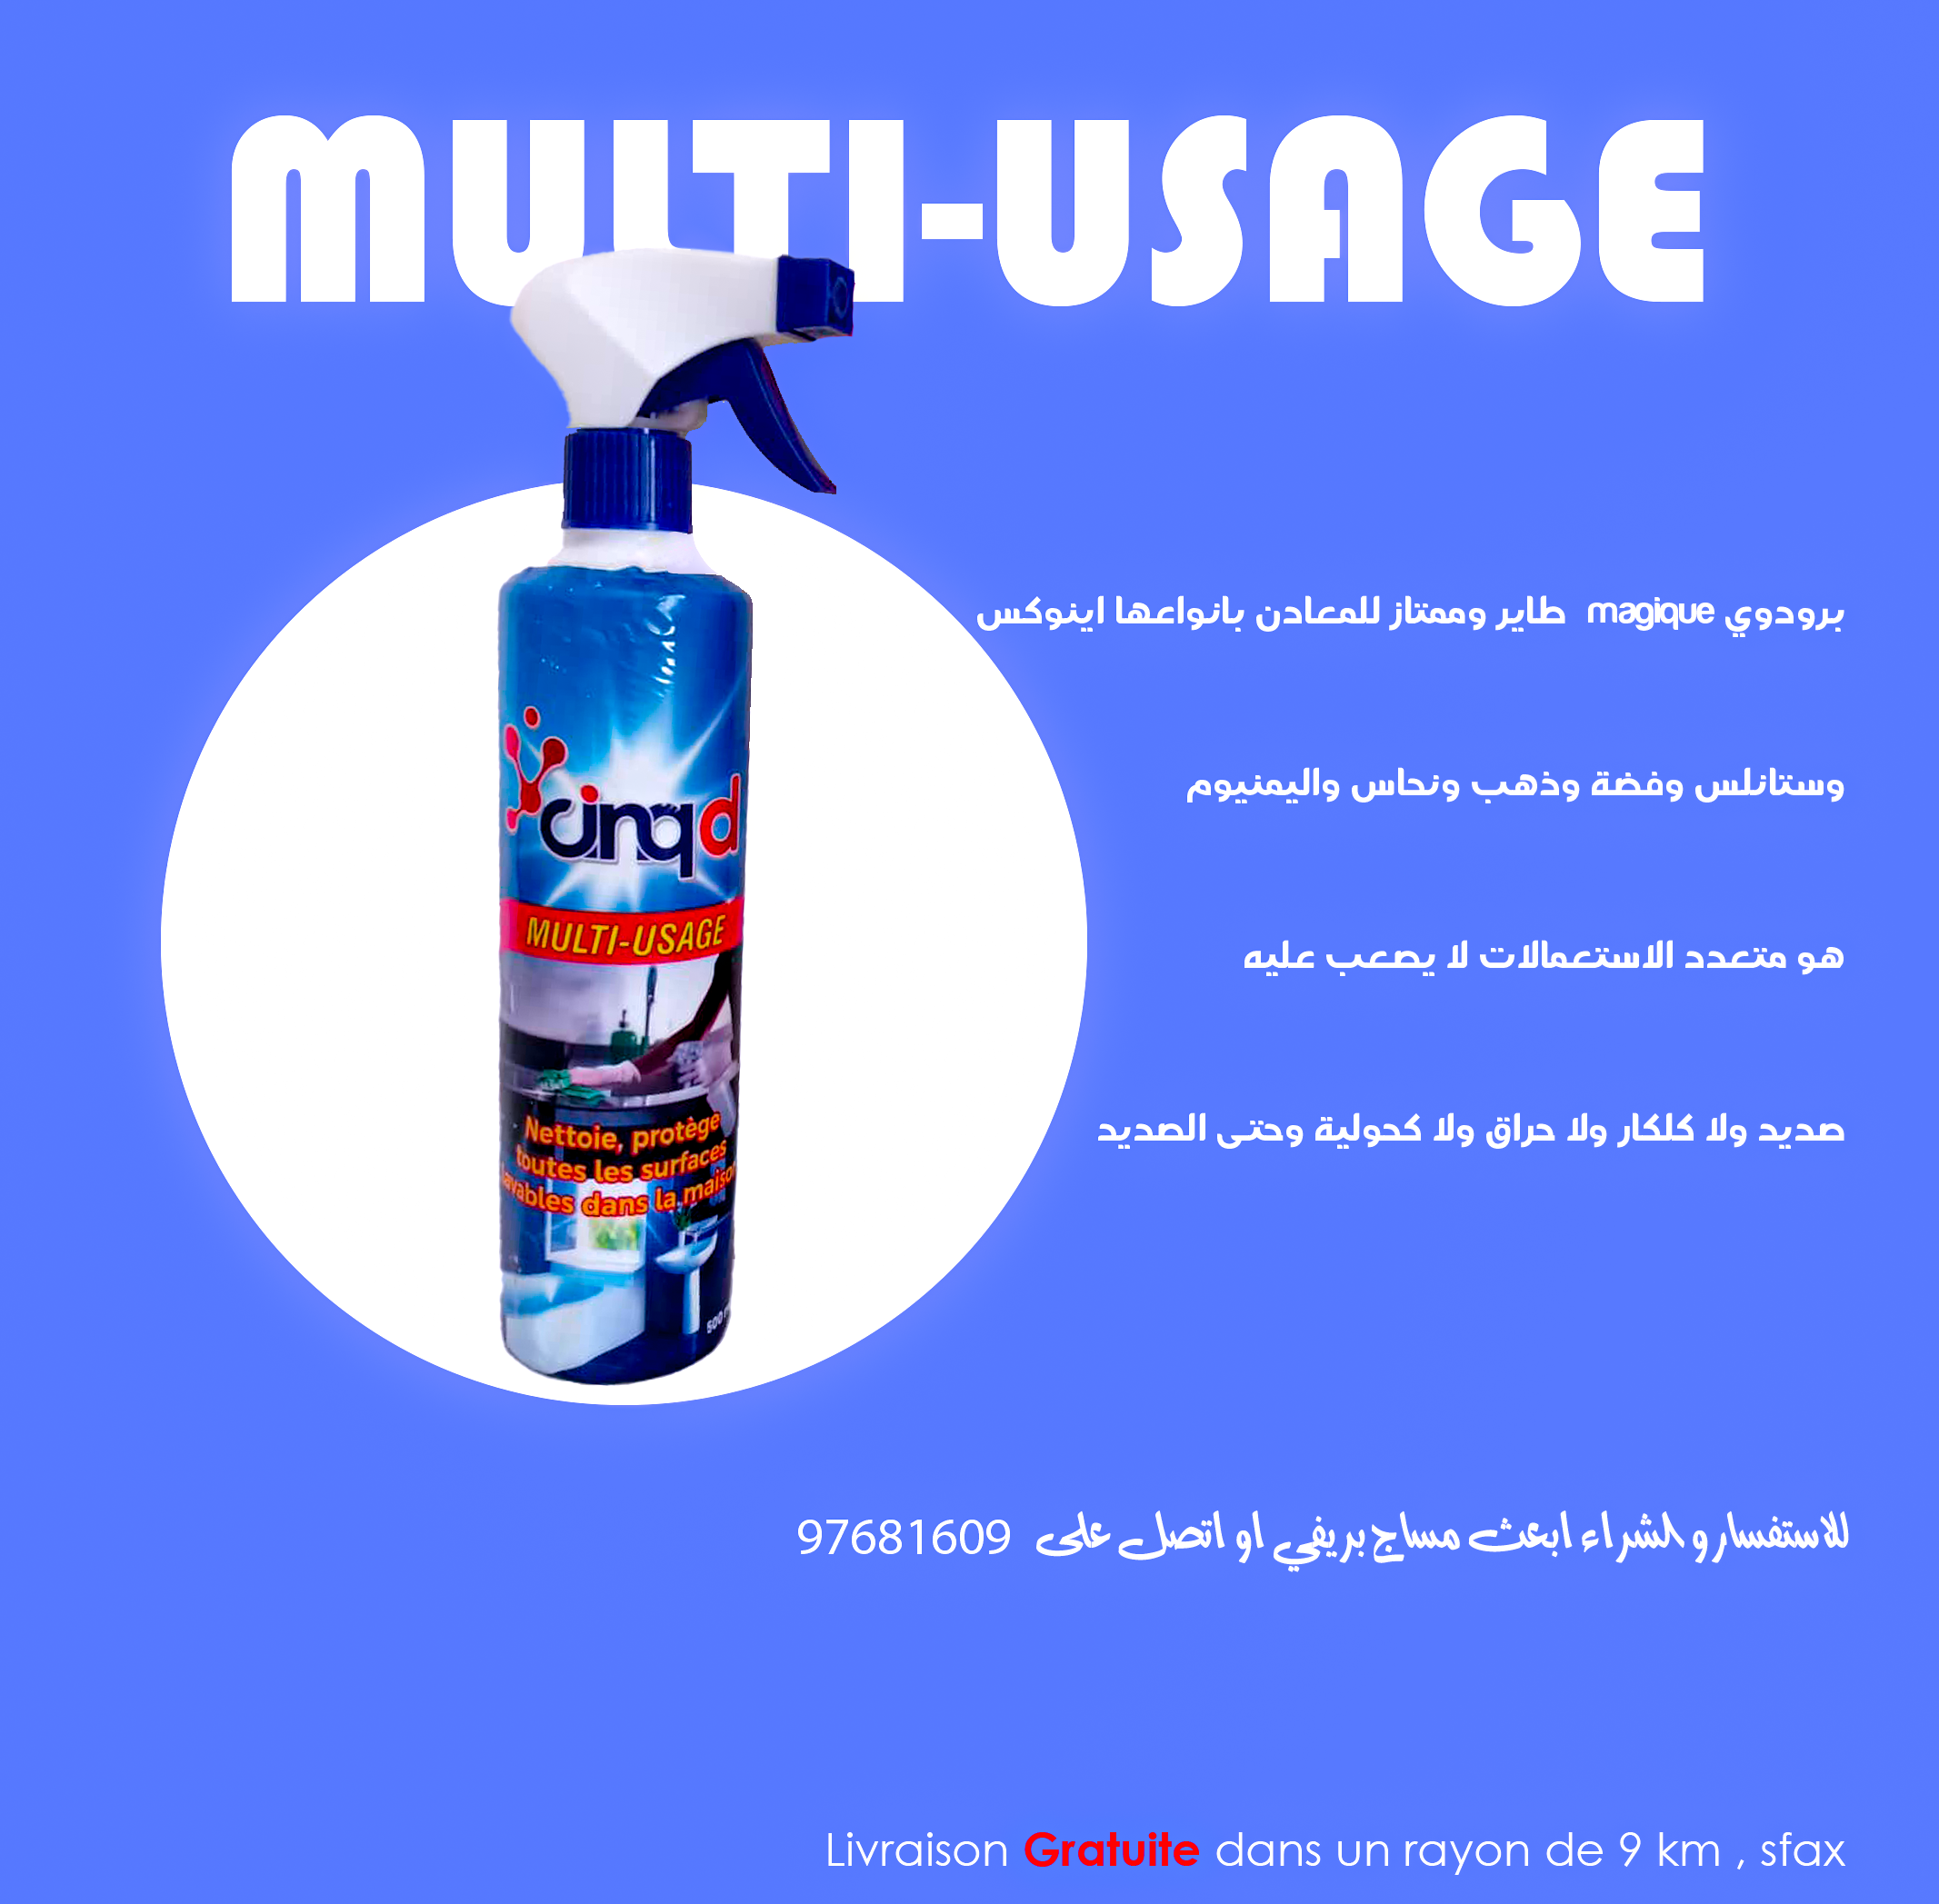 MULTI-USAGE
برودوي magique طاير وممتاز للمعادن بانواعها اينوكس
وستانلس وفضة وذهب ونحاس واليمنيوم
هو متعدد الاستعمالات لا يصعب عليه
صديد ولا كلكار ولا حراق ولا كحولية وحتى الصديد
cinqd
MULTI-USAGE
Nettoie, protège
toutes les surfaces
lavables dans la maison
500
للاستفسار و الشراء ابعث مساج بريفي او اتصل على 97681609
Livraison Gratuite dans un rayon de 9 km , sfax